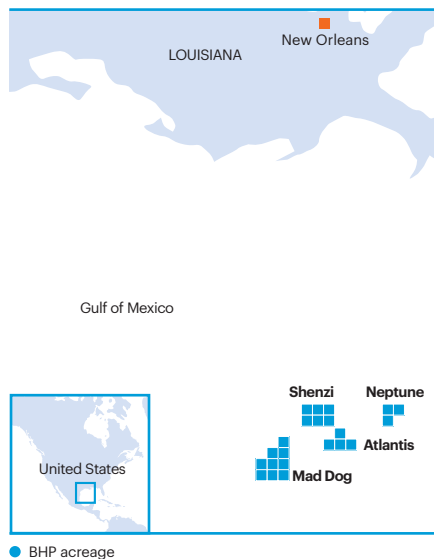 New Orleans
LOUISIANA
Gulf of Mexico
Shenzi
Neptune
Atlantis
Mad Dog
United States
BHP acreage